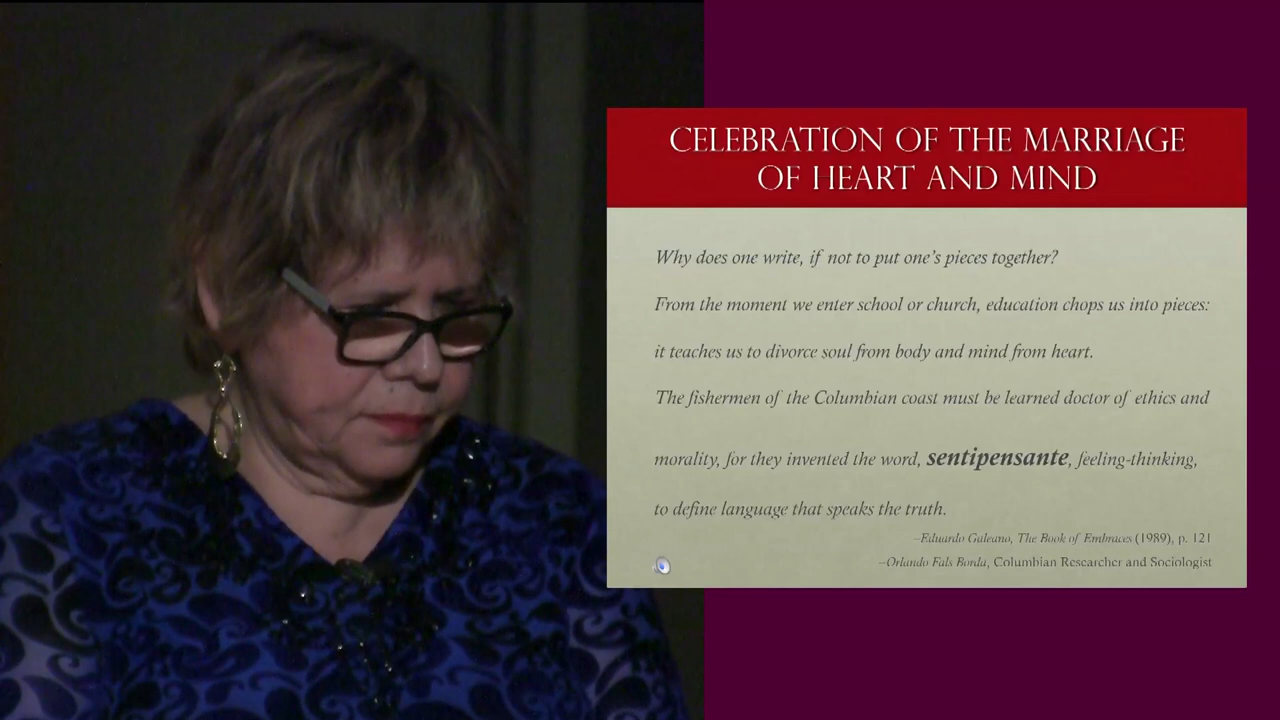 CELEBRATION OF THE MARRIAGE
OF HEART AND MIND
Why does one write, if not to put one's pieces together?
From the moment we enter school or church, education chops us into pieces:
it teaches us to divorce soul from body and mind from heart.
The fishermen of the Columbian coast must be learned doctor of ethics and
morality, for they invented the word, sentipensante, feeling-thinking,
to define language that speaks the truth.
–Eduardo Galeano, The Book of Embraces (1989), p. 121
–Orlando Fals Borda, Columbian Researcher and Sociologist